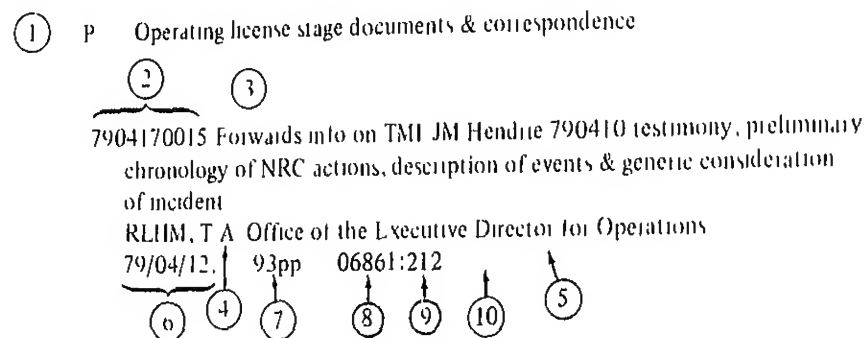 ① P Operating license stage documents & correspondence
② ③
7904170015 Forwards info on TMI JM Hendrie 790410 testimony, preliminary
chronology of NRC actions, description of events & generic consideration
of incident
REHM, T A Office of the Executive Director for Operations
79/04/12. 93pp 06861:212
⑥ ④ ⑦ ⑧ ⑨ ⑩ ⑤